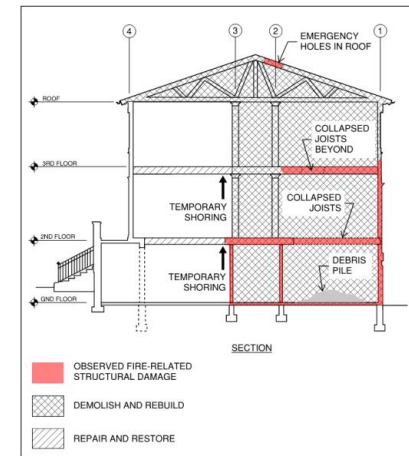 4
3
2
1
EMERGENCY
HOLES IN ROOF
ROOF
COLLAPSED
JOISTS
BEYOND
3RD FLOOR
TEMPORARY
SHORING
COLLAPSED
JOISTS
2ND FLOOR
TEMPORARY
SHORING
DEBRIS
PILE
GND FLOOR
SECTION
OBSERVED FIRE-RELATED
STRUCTURAL DAMAGE
DEMOLISH AND REBUILD
REPAIR AND RESTORE